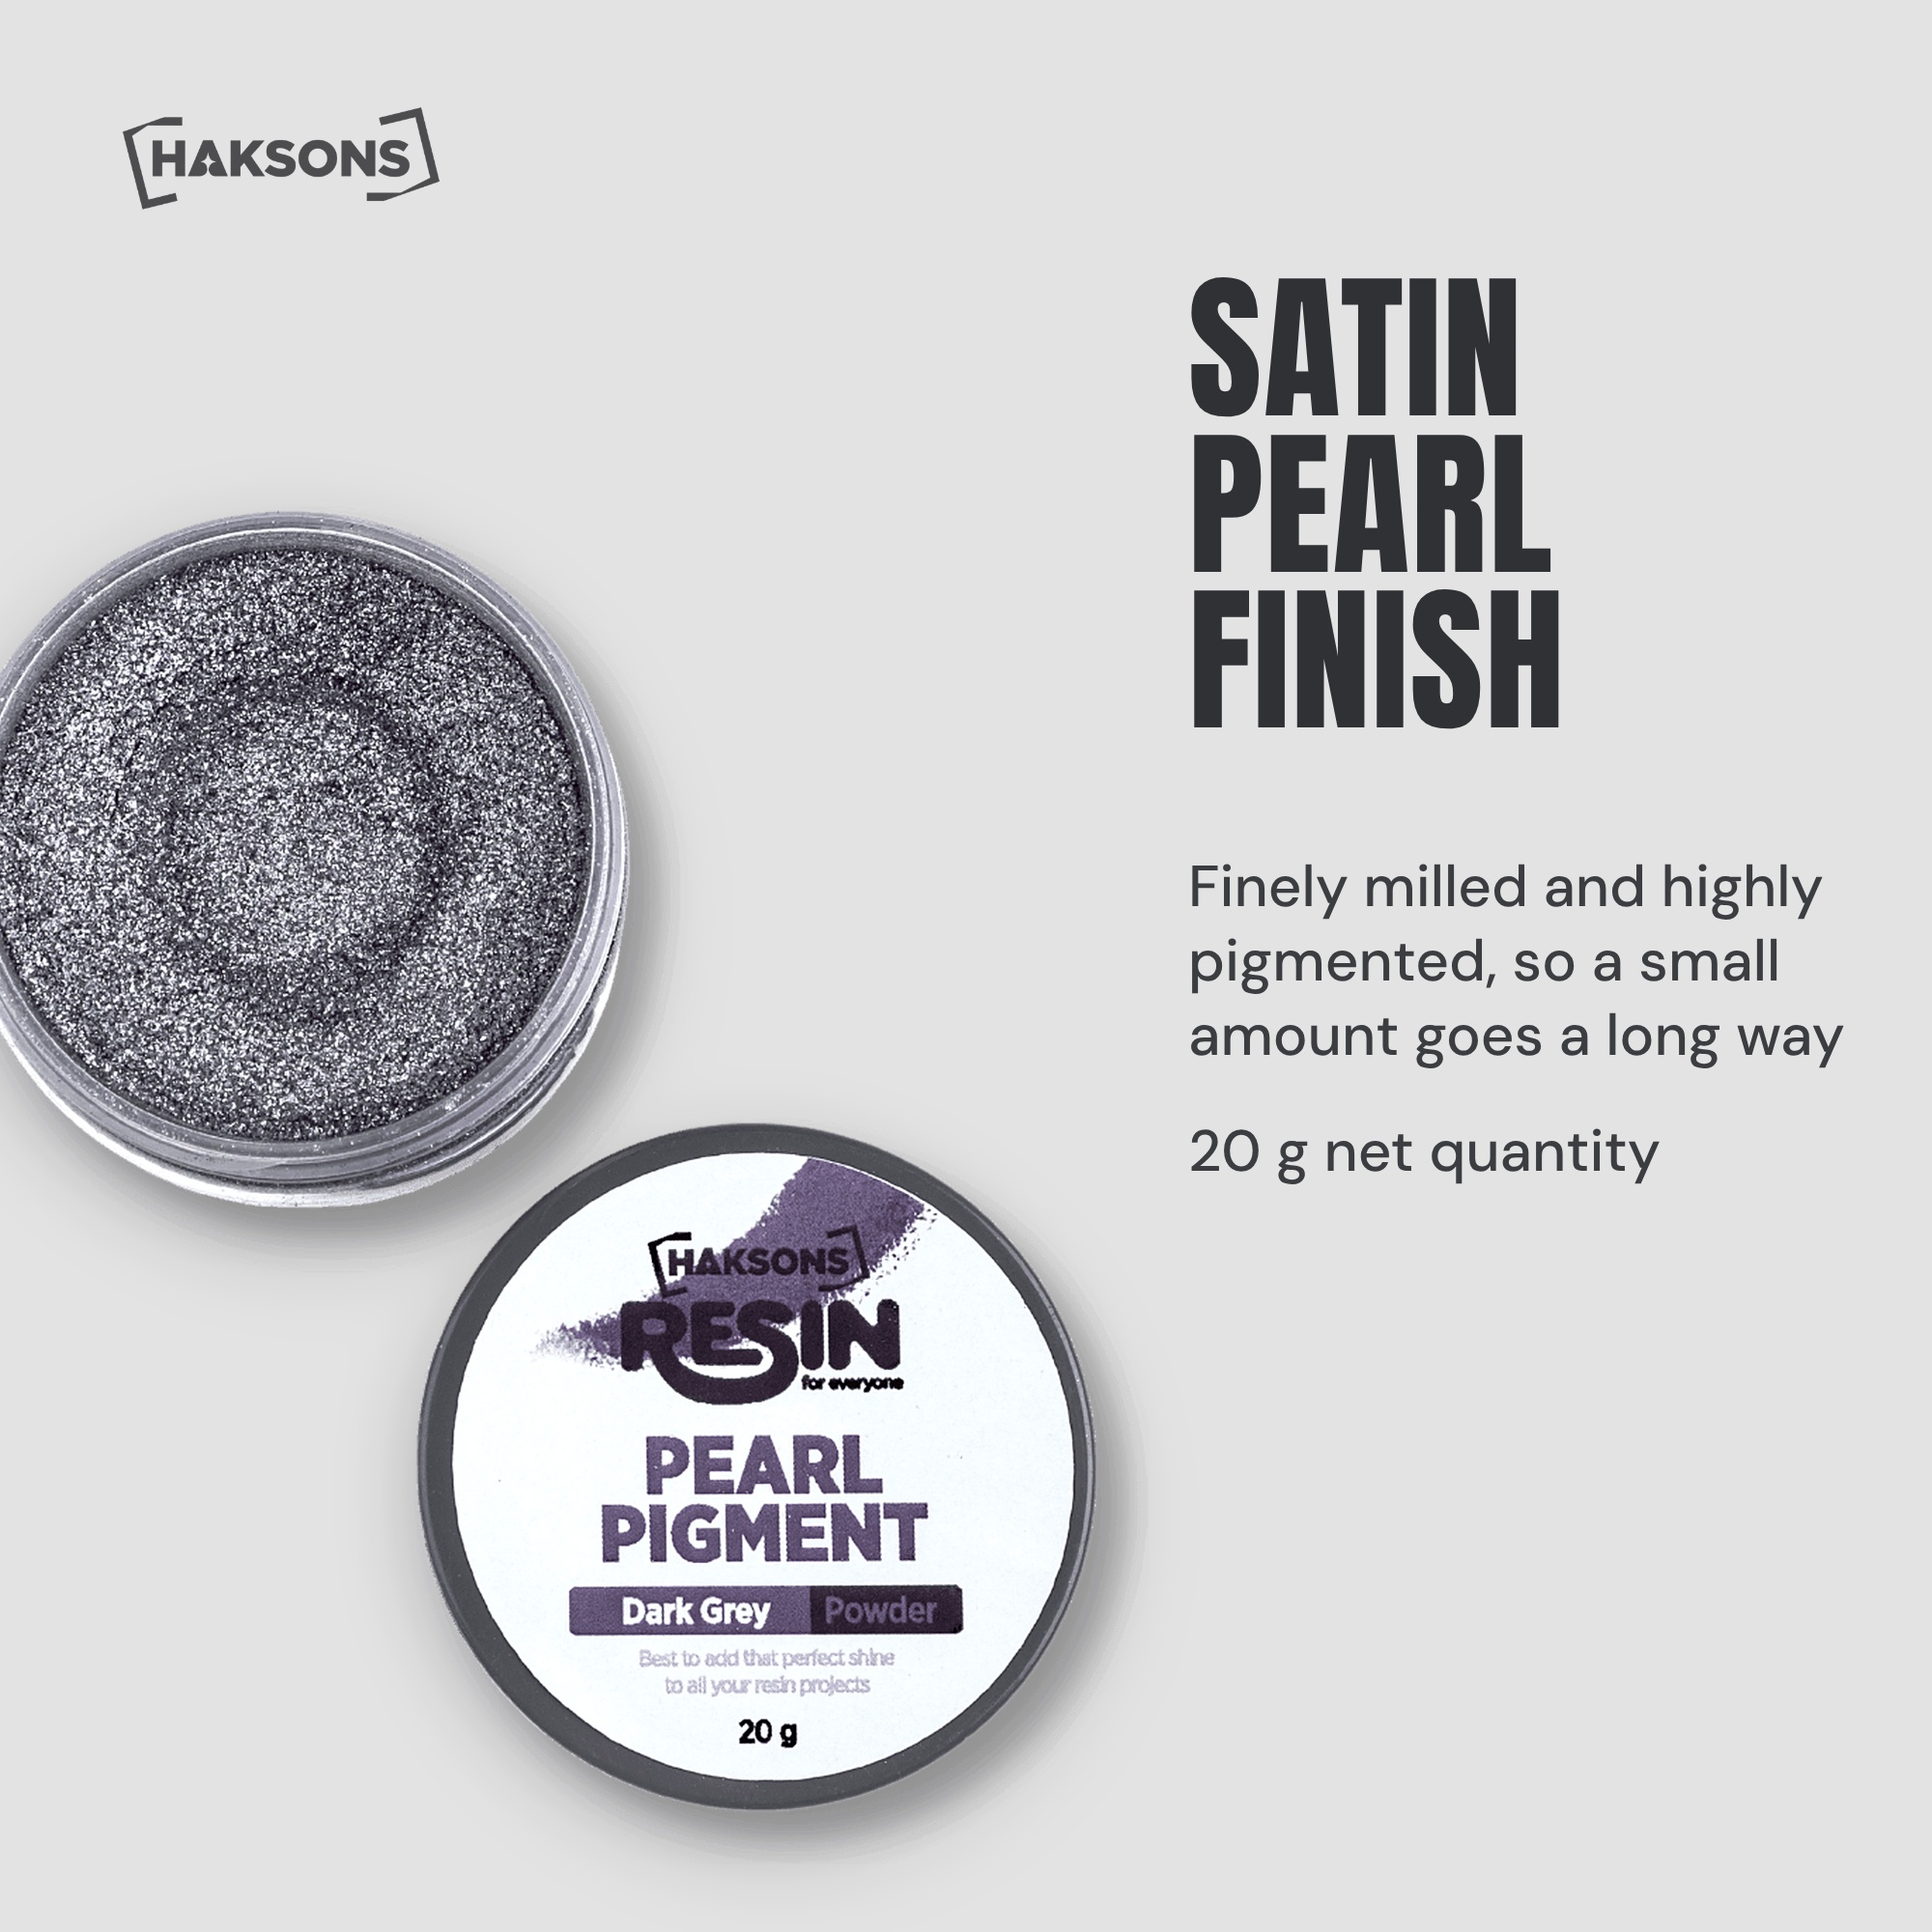 HAKSONS
SATIN
PEARL
FINISH
Finely milled and highly
pigmented, so a small
amount goes a long way
20 g net quantity
HAKSONS
RESIN
for everyone
PEARL
PIGMENT
Dark Grey Powder
Best to add that perfect shine
to all your resin projects
20 g